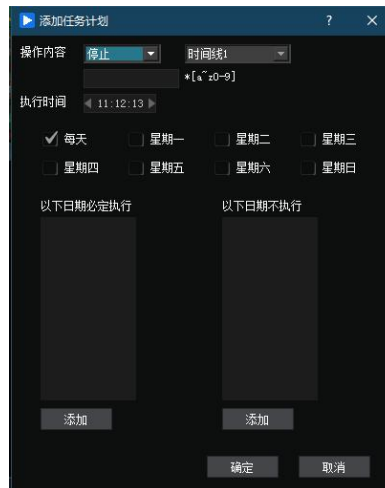 添加任务计划 ?
操作内容 停止 时间线1
*[a~z0-9]
执行时间 11:12:13
每天 星期一 星期二 星期三
星期四 星期五 星期六 星期日
以下日期必定执行 以下日期不执行
添加 添加
确定 取消